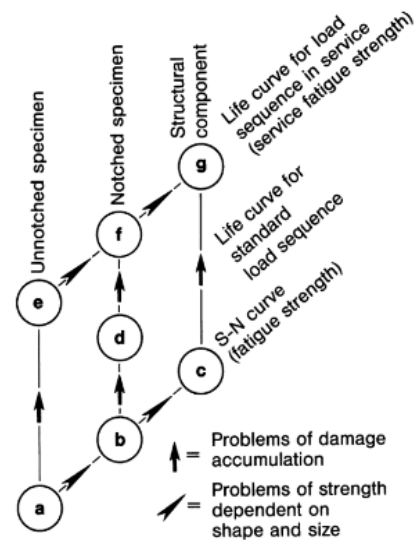 Unnotched specimen
Notched specimen
Structural
component
Life curve for load
sequence in service
(service fatigue strength)
g
f
Life curve for
standard
load sequence
e
d
S-N curve
(fatigue strength)
c
b
a
= Problems of damage
accumulation
= Problems of strength
dependent on
shape and size